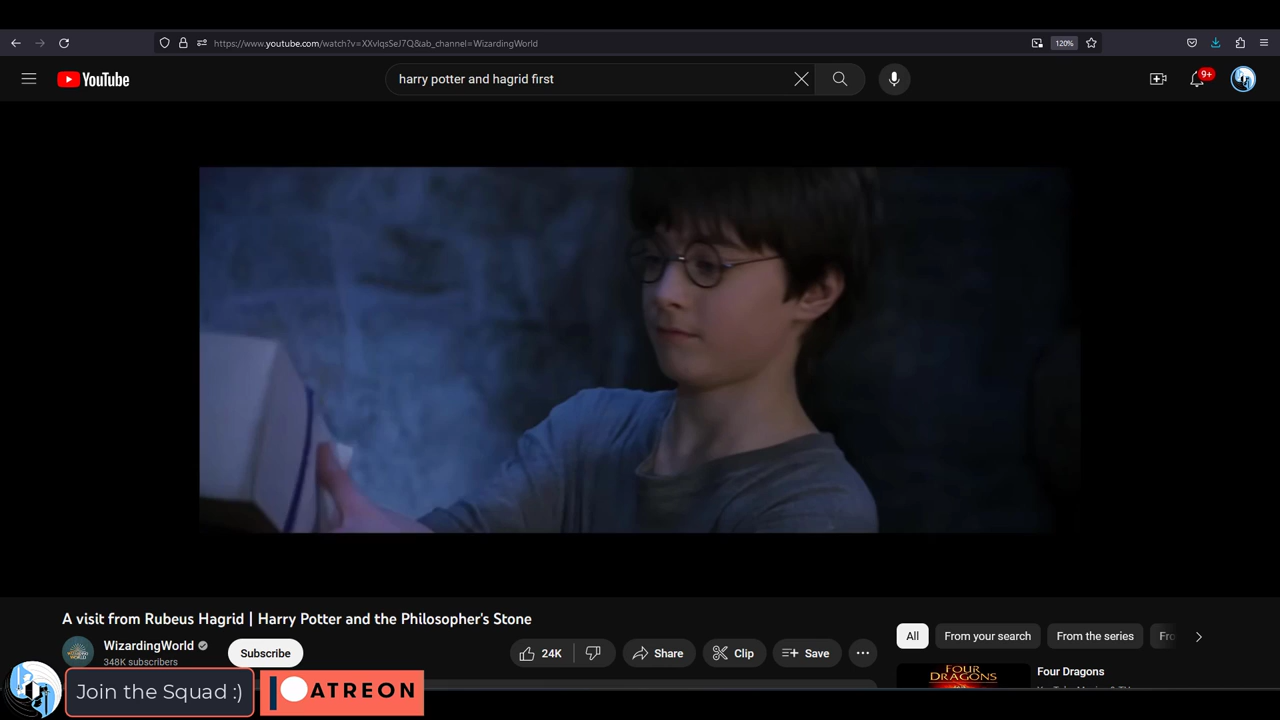 https://www.youtube.com/watch?v=XXvIqsSeJ7Q&ab_channel=WizardingWorld
120%
YouTube
harry potter and hagrid first
9+
A visit from Rubeus Hagrid | Harry Potter and the Philosopher's Stone
WizardingWorld
348K subscribers
Subscribe
24K
Share
Clip
Save
All
From your search
From the series
Fro
FOUR DRAGONS
Four Dragons
Join the Squad :)
PATREON